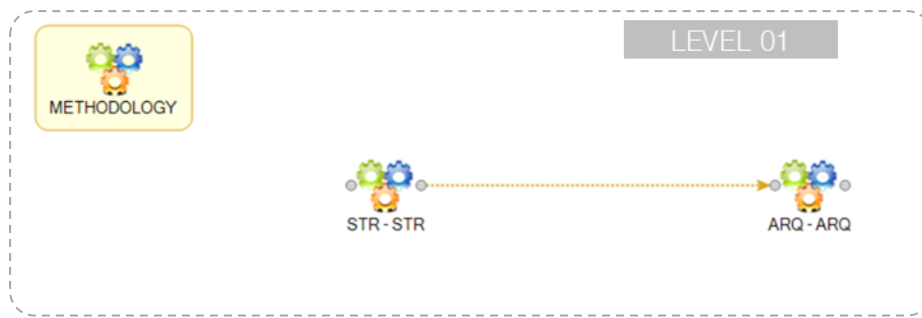 LEVEL 01
METHODOLOGY
STR - STR
ARQ - ARQ